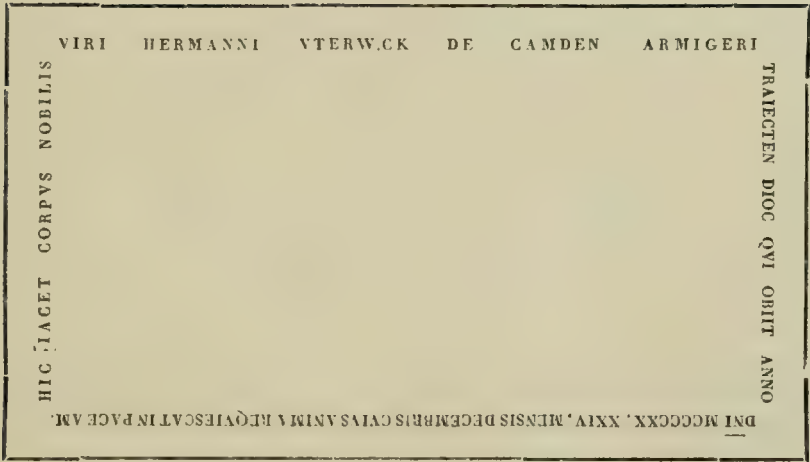 HIC IACET CORPVS NOBILIS
VIRI HERMANNI VTERW.CK DE CAMDEN ARMIGERI
TRAIECTEN DIOC QVI OBIIT ANNO
DNI MCCCCXX, XXIV, MENSIS DECEMBRIS CVIVS ANIMA REQVIESCAT IN PACE AM.